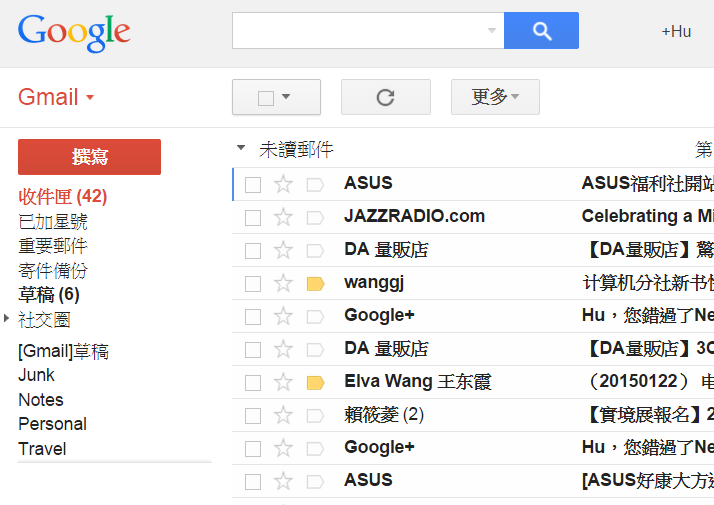 Google
+Hu
Gmail
更多
撰寫
收件匣 (42)
已加星號
重要郵件
寄件備份
草稿 (6)
社交圈
[Gmail]草稿
Junk
Notes
Personal
Travel
未讀郵件 第
ASUS ASUS福利社開站
JAZZRADIO.com Celebrating a Mi
DA 量販店 【DA量販店】驚
wanggj 计算机分社新书快
Google+ Hu，您錯過了Ne
DA 量販店 【DA量販店】3C
Elva Wang 王东霞 （20150122） 电
賴筱菱 (2) 【實境展報名】2
Google+ Hu，您錯過了Ne
ASUS [ASUS好康大方送